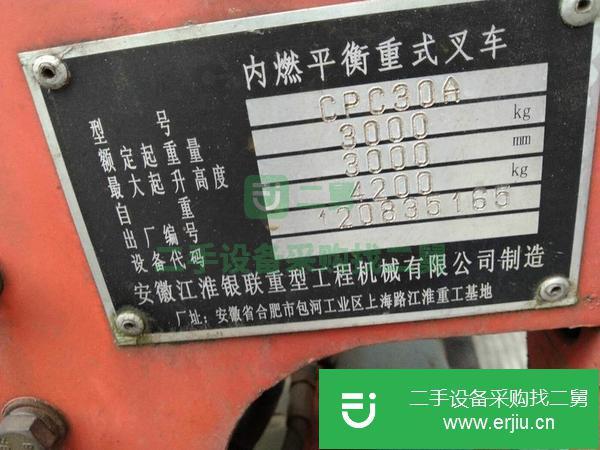 内燃平衡重式叉车
型号 CPC30A
额定起重量 3000 kg
最大起升高度 3000 mm
自重 4200 kg
出厂编号 120835165
设备代码
安徽江淮银联重型工程机械有限公司制造
厂址:安徽省合肥市包河工业区上海路江淮重工基地
二舅
二手设备采购找二舅
二手设备采购找二舅
www.erjiu.cn